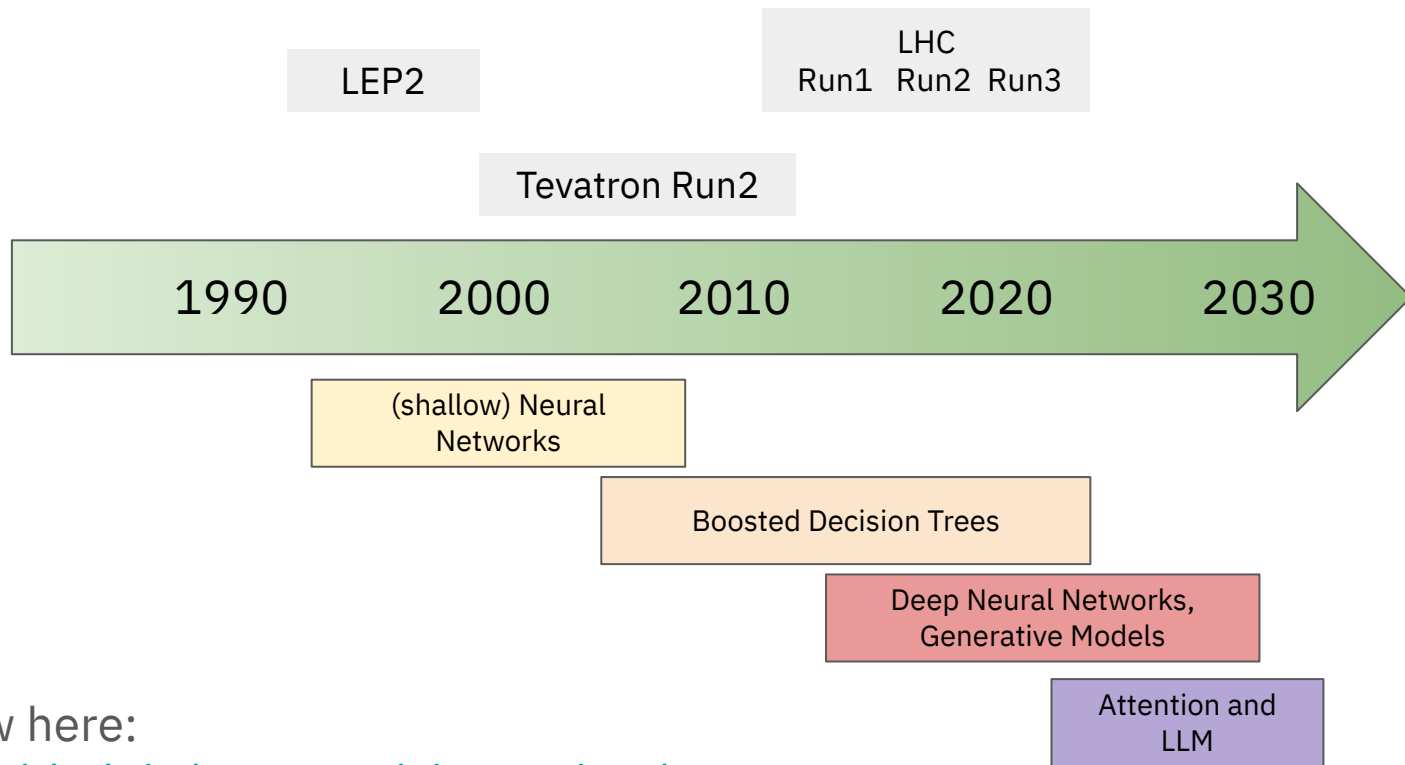 LHC
LEP2
Run1 Run2 Run3
Tevatron Run2
1990 2000 2010 2020 2030
(shallow) Neural
Networks
Boosted Decision Trees
Deep Neural Networks,
Generative Models
Attention and
LLM
here: